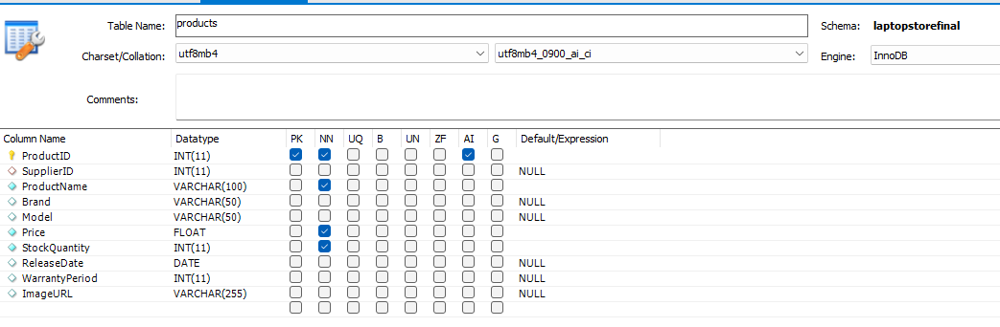 Table Name: products Schema: laptopstorefinal
Charset/Collation: utf8mb4 utf8mb4_0900_ai_ci Engine: InnoDB
Comments:
Column Name Datatype PK NN UQ B UN ZF AI G Default/Expression
ProductID INT(11)
SupplierID INT(11) NULL
ProductName VARCHAR(100)
Brand VARCHAR(50) NULL
Model VARCHAR(50) NULL
Price FLOAT
StockQuantity INT(11)
ReleaseDate DATE NULL
WarrantyPeriod INT(11) NULL
ImageURL VARCHAR(255) NULL